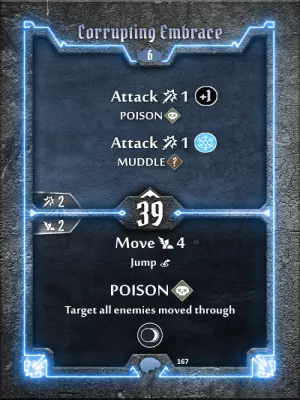 Corrupting Embrace
6
Attack 1 +1
POISON
Attack 1
MUDDLE ?
2
39
2
Move 4
Jump
POISON
Target all enemies moved through
167